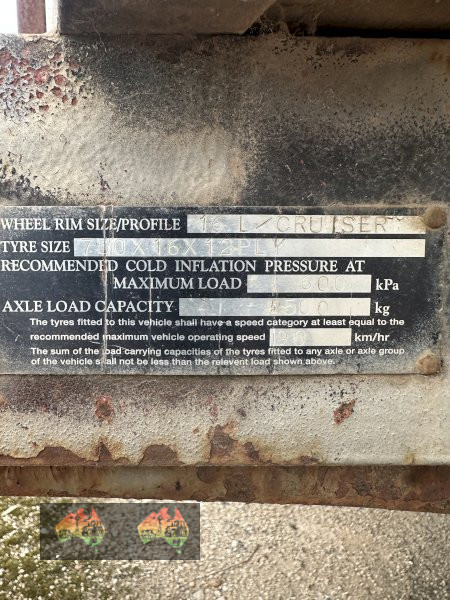 WHEEL RIM SIZE/PROFILE 16 L/CRUISER
TYRE SIZE 750X16X12PLY
RECOMMENDED COLD INFLATION PRESSURE AT
MAXIMUM LOAD kPa
AXLE LOAD CAPACITY kg
The tyres fitted to this vehicle shall have a speed category at least equal to the
recommended maximum vehicle operating speed km/hr
The sum of the load carrying capacities of the tyres fitted to any axle or axle group
of the vehicle shall not be less than the relevent load shown above.